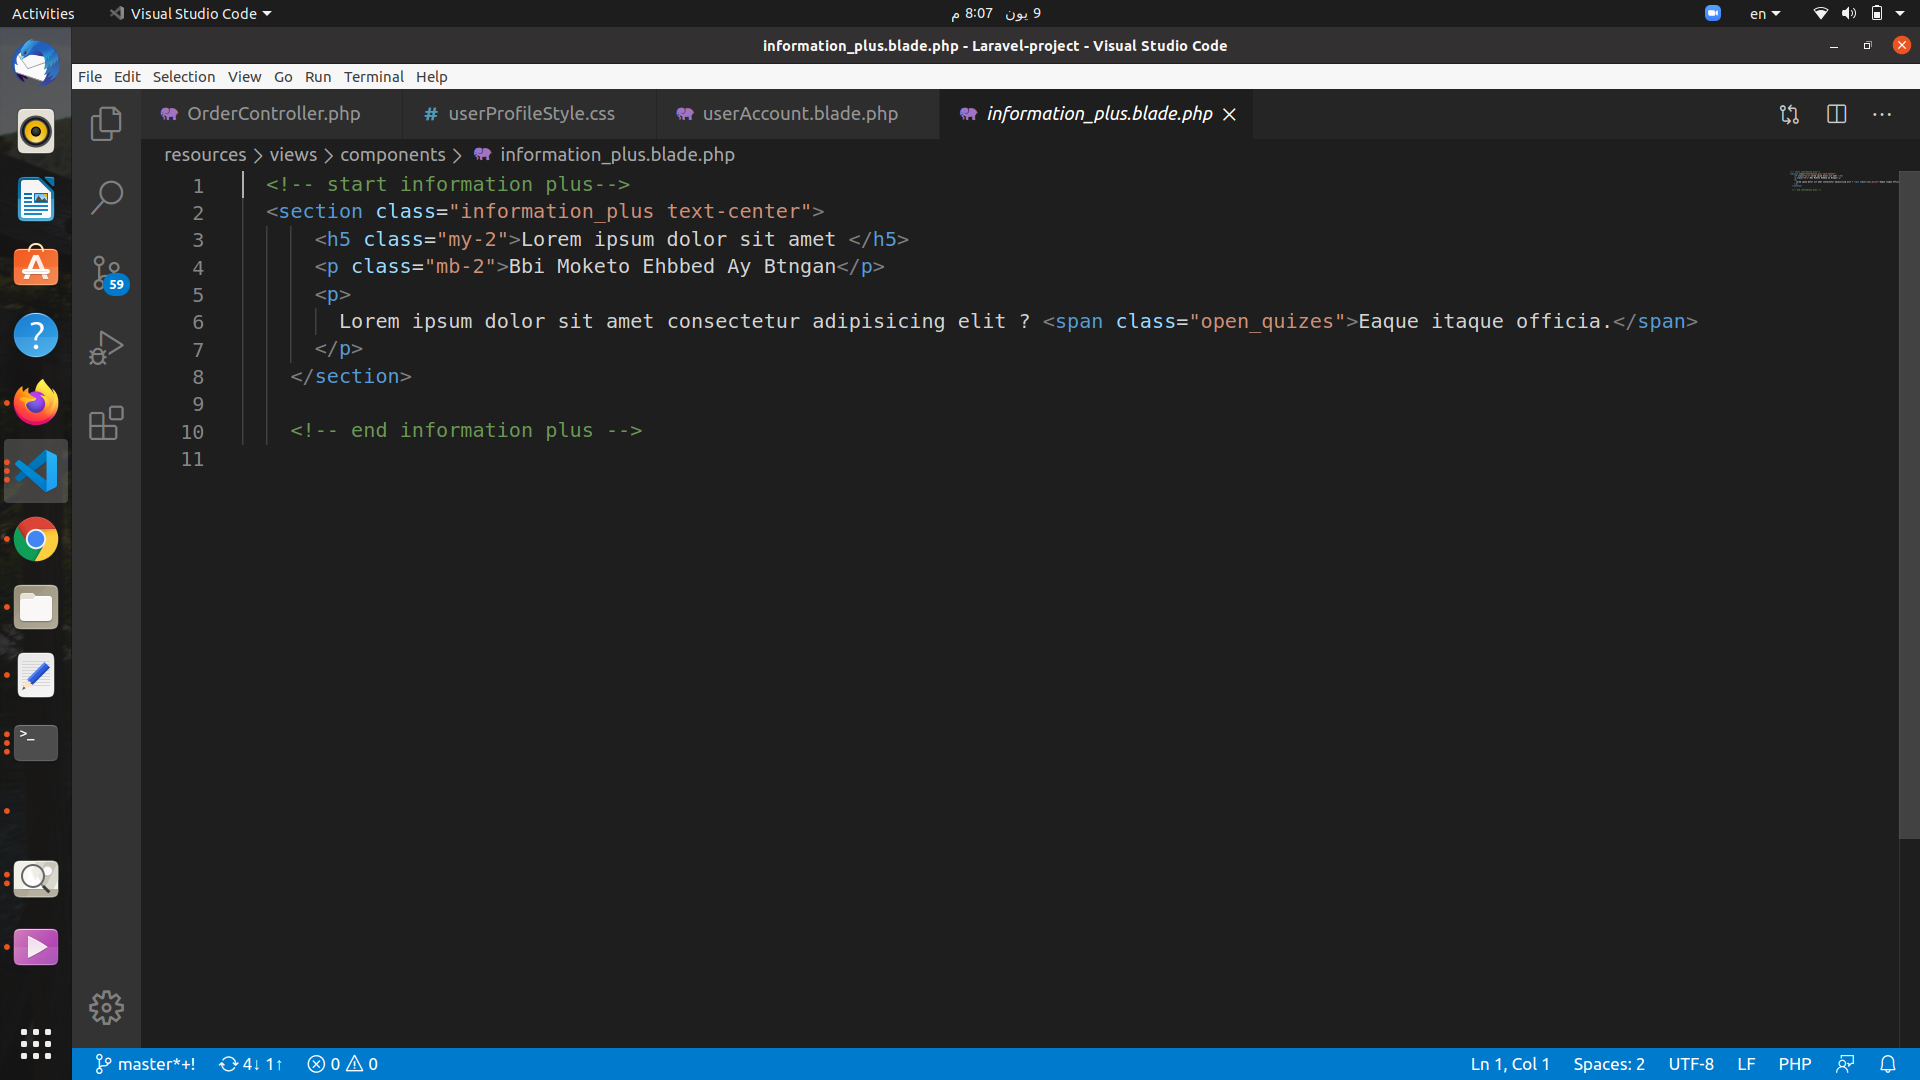 Activities
Visual Studio Code
9 يون 8:07 م
en
information_plus.blade.php - Laravel-project - Visual Studio Code
File Edit Selection View Go Run Terminal Help
OrderController.php
# userProfileStyle.css
userAccount.blade.php
information_plus.blade.php
resources > views > components > information_plus.blade.php
1 <!-- start information plus-->
2 <section class="information_plus text-center">
3 <h5 class="my-2">Lorem ipsum dolor sit amet </h5>
4 <p class="mb-2">Bbi Moketo Ehbbed Ay Btngan</p>
5 <p>
6 Lorem ipsum dolor sit amet consectetur adipisicing elit ? <span class="open_quizes">Eaque itaque officia.</span>
7 </p>
8 </section>
9
10 <!-- end information plus -->
11
59
master*+!
4↓ 1↑
0 0
Ln 1, Col 1
Spaces: 2
UTF-8
LF
PHP